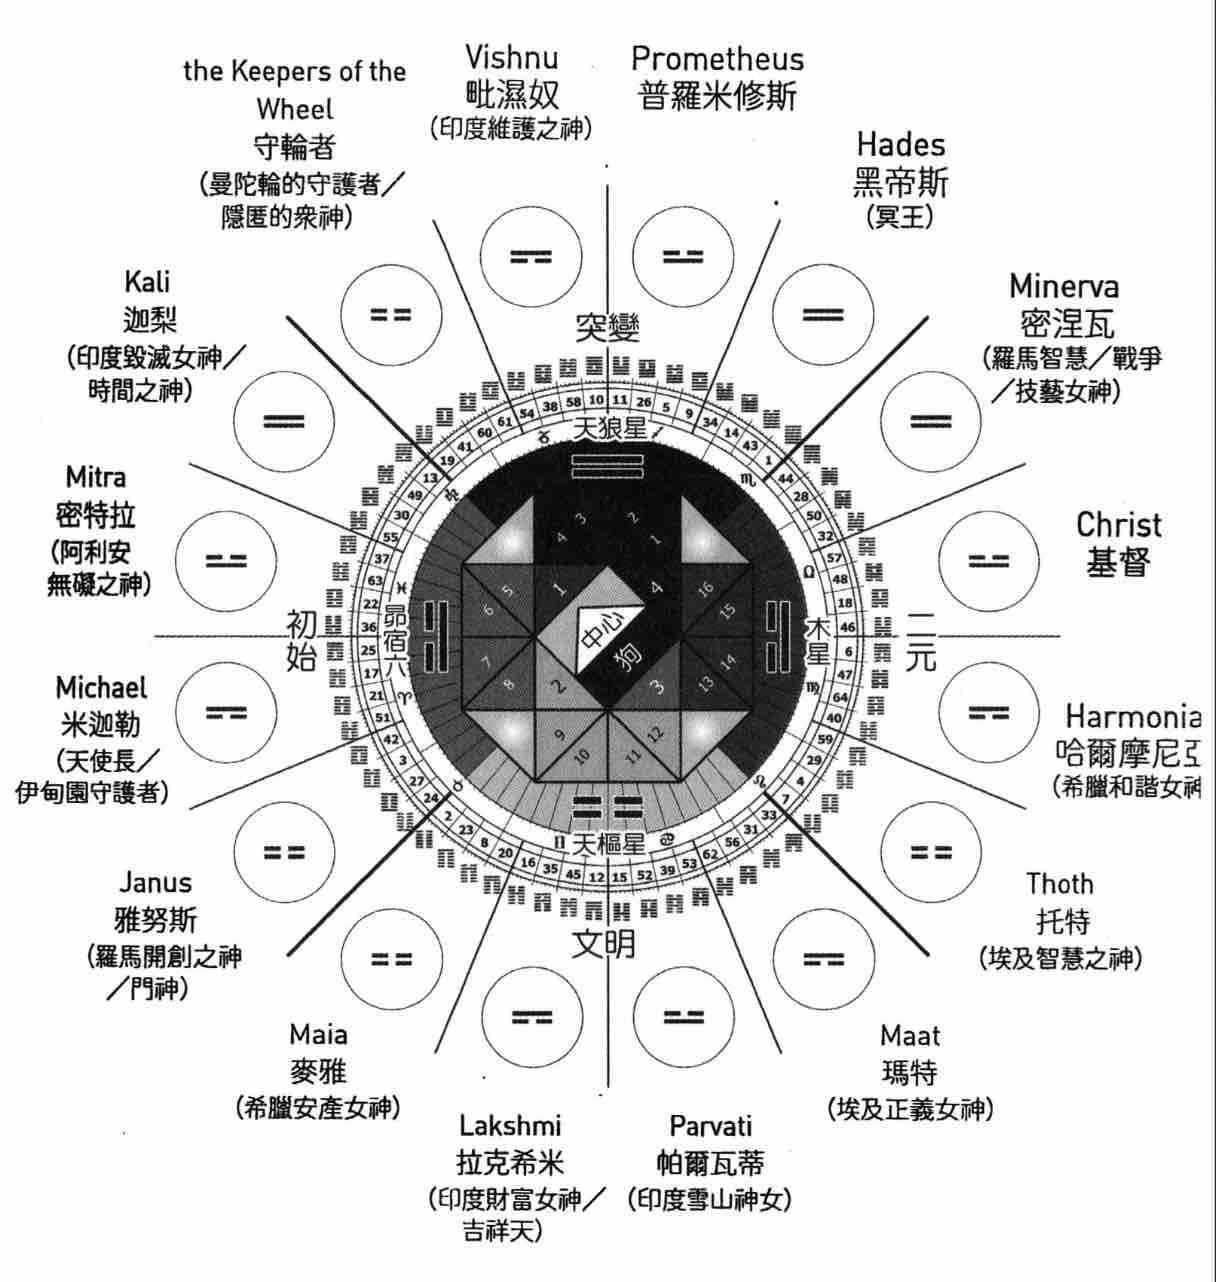 the Keepers of the
Wheel
守輪者
(曼陀輪的守護者／
隱匿的衆神)
Vishnu
毗濕奴
(印度維護之神)
Prometheus
普羅米修斯
Hades
黑帝斯
(冥王)
Minerva
密涅瓦
(羅馬智慧／戰爭
／技藝女神)
Christ
基督
Harmonia
哈爾摩尼亞
(希臘和諧女神
Thoth
托特
(埃及智慧之神)
Maat
瑪特
(埃及正義女神)
Parvati
帕爾瓦蒂
(印度雪山神女)
Lakshmi
拉克希米
(印度財富女神／
吉祥天)
Maia
麥雅
(希臘安產女神)
Janus
雅努斯
(羅馬開創之神
／門神)
Michael
米迦勒
(天使長／
伊甸園守護者)
Mitra
密特拉
(阿利安
無礙之神)
Kali
迦梨
(印度毀滅女神／
時間之神)
突變
二元
文明
初始
10 11 26 5 9 34 14 43 1 44 28 50 32 57 48 18 46 6 47 64 40 59 29 4 7 33 31 56 62 53 39 52 15 12 45 35 16 20 8 23 2 24 27 3 42 51 21 17 25 36 22 63 37 55 30 49 13 19 41 60 61 54 38 58
天狼星
♏
♎
木星
♍
♌
♋
天樞星
♊
♉
♈
昴宿六
♓
♒
♑
1 2 3 4 5 6 7 8 9 10 11 12 13 14 15 16
1 2 3 4
中心
狗